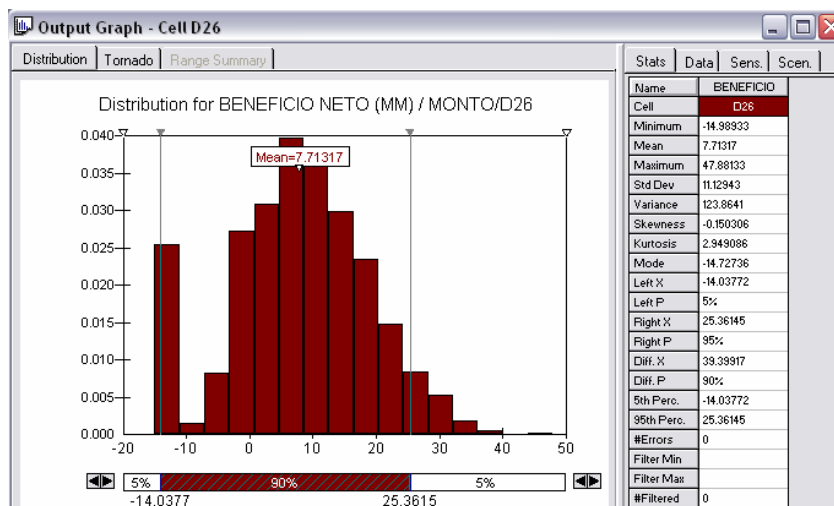 Output Graph - Cell D26
Distribution
Tornado
Range Summary
Distribution for BENEFICIO NETO (MM) / MONTO/D26
Mean=7.71317
0.040
0.035
0.030
0.025
0.020
0.015
0.010
0.005
0.000
-20 -10 0 10 20 30 40 50
5% 90% 5%
-14.0377 25.3615
Stats Data Sens. Scen.
Name BENEFICIO
Cell D26
Minimum -14.98933
Mean 7.71317
Maximum 47.88133
Std Dev 11.12943
Variance 123.8641
Skewness -0.150306
Kurtosis 2.949086
Mode -14.72736
Left X -14.03772
Left P 5%
Right X 25.36145
Right P 95%
Diff. X 39.39917
Diff. P 90%
5th Perc. -14.03772
95th Perc. 25.36145
#Errors 0
Filter Min
Filter Max
#Filtered 0